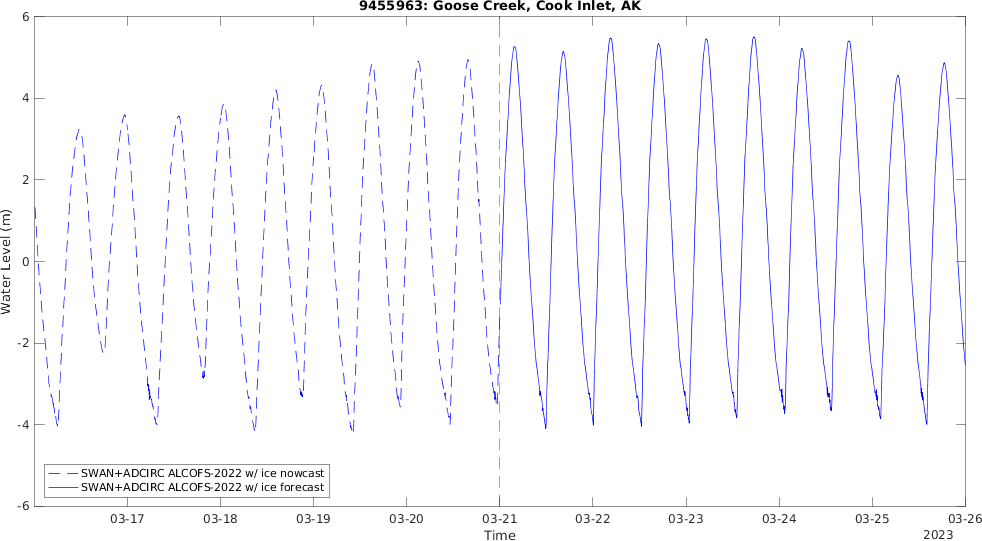 9455963: Goose Creek, Cook Inlet, AK
6
4
2
0
-2
-4
-6
Water Level (m)
SWAN+ADCIRC ALCOFS-2022 w/ ice nowcast
SWAN+ADCIRC ALCOFS-2022 w/ ice forecast
03-17 03-18 03-19 03-20 03-21 03-22 03-23 03-24 03-25 03-26
Time
2023